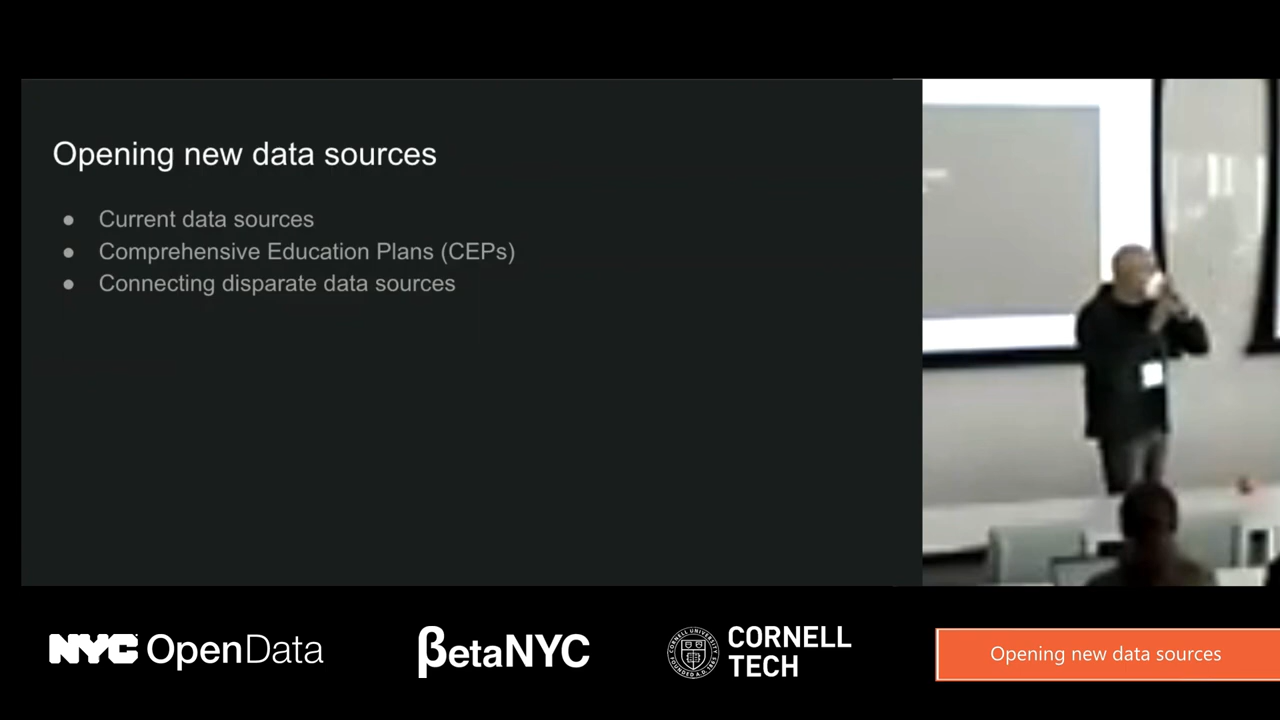 Opening new data sources
● Current data sources
● Comprehensive Education Plans (CEPs)
● Connecting disparate data sources
NYC OpenData
βetaNYC
CORNELL
TECH
Opening new data sources